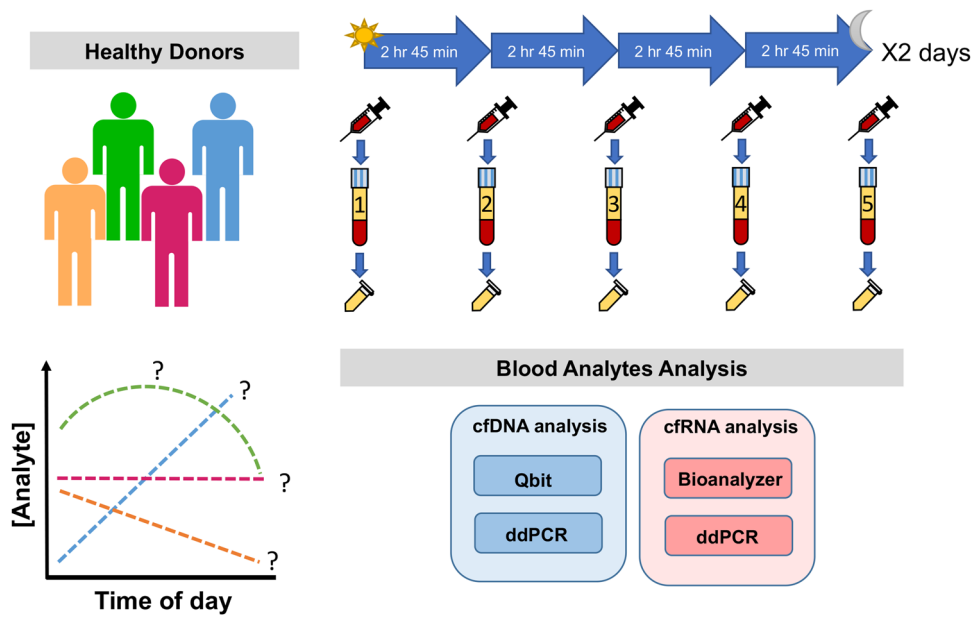 Healthy Donors
2 hr 45 min
2 hr 45 min
2 hr 45 min
2 hr 45 min
X2 days
1
2
3
4
5
[Analyte]
?
?
?
?
Time of day
Blood Analytes Analysis
cfDNA analysis
Qbit
ddPCR
cfRNA analysis
Bioanalyzer
ddPCR